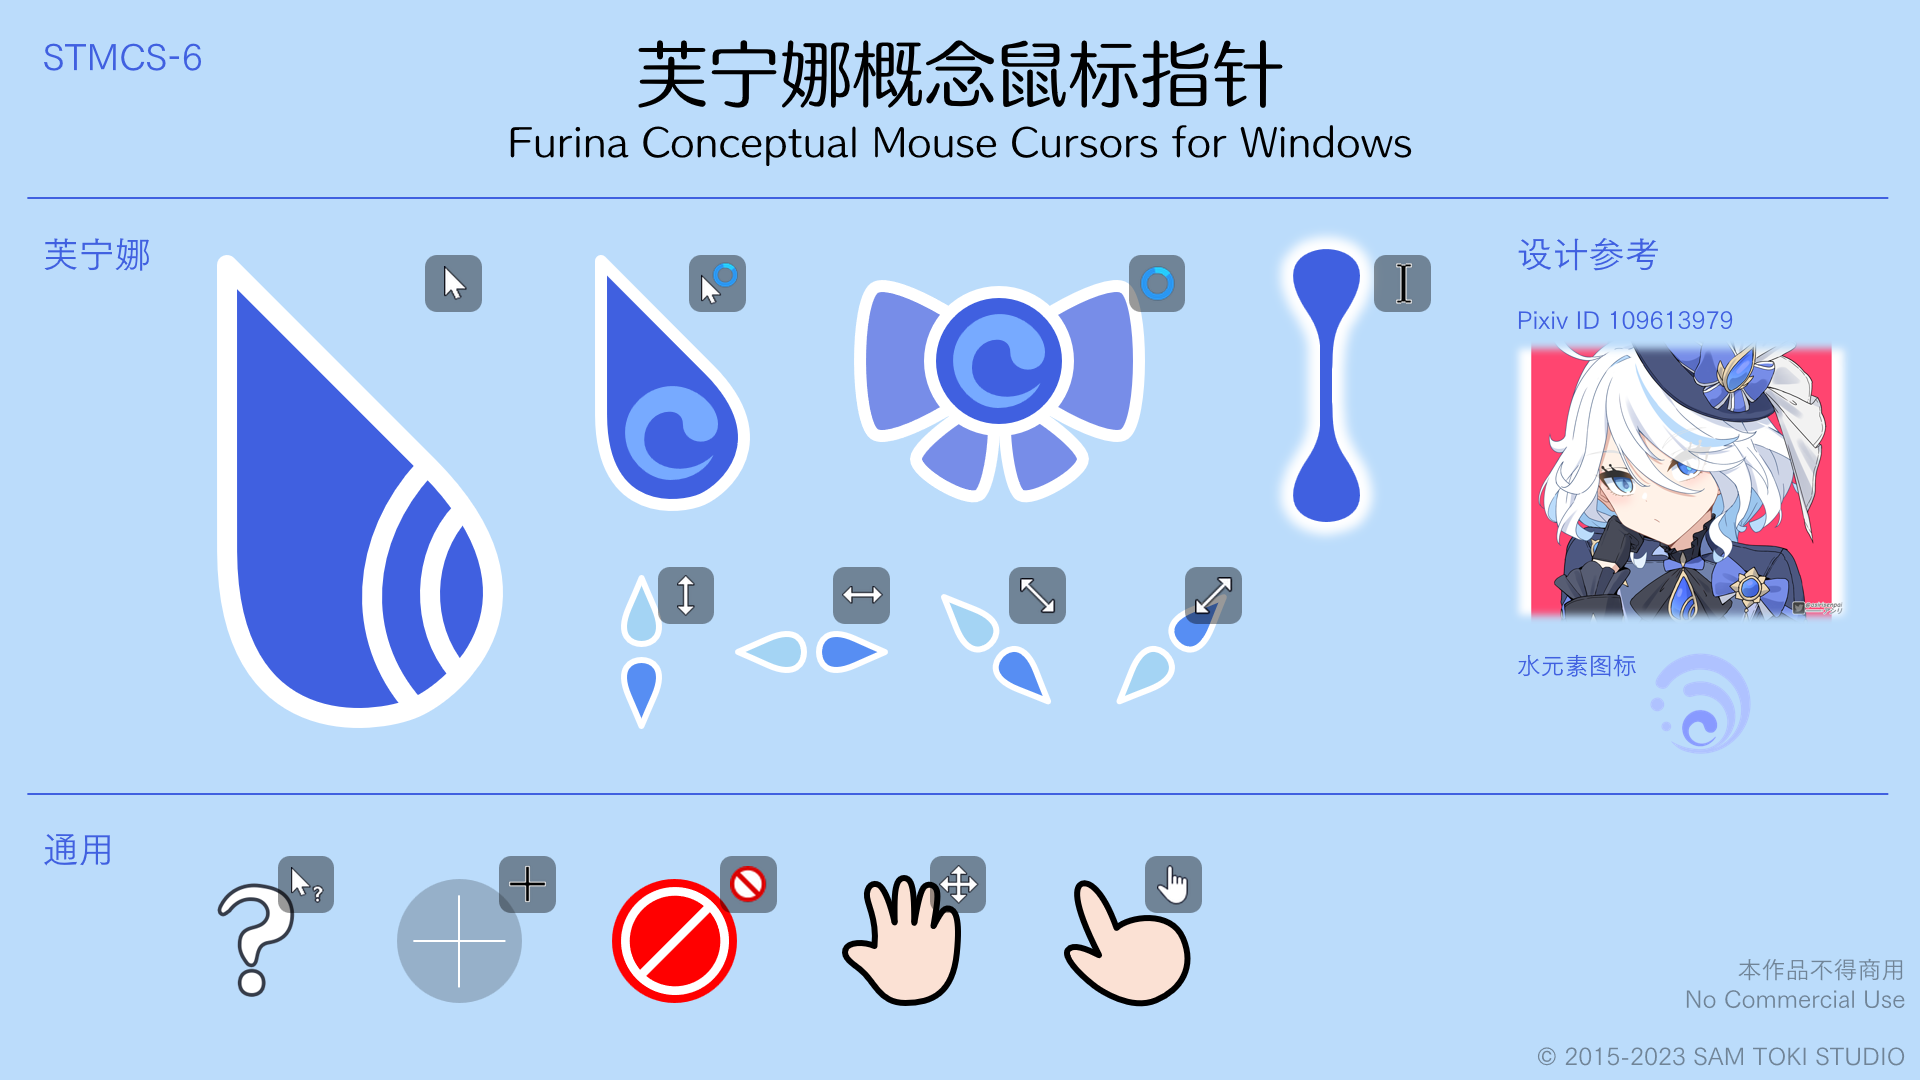 STMCS-6
芙宁娜概念鼠标指针
Furina Conceptual Mouse Cursors for Windows
芙宁娜
设计参考
Pixiv ID 109613979
水元素图标
通用
本作品不得商用
No Commercial Use
© 2015-2023 SAM TOKI STUDIO